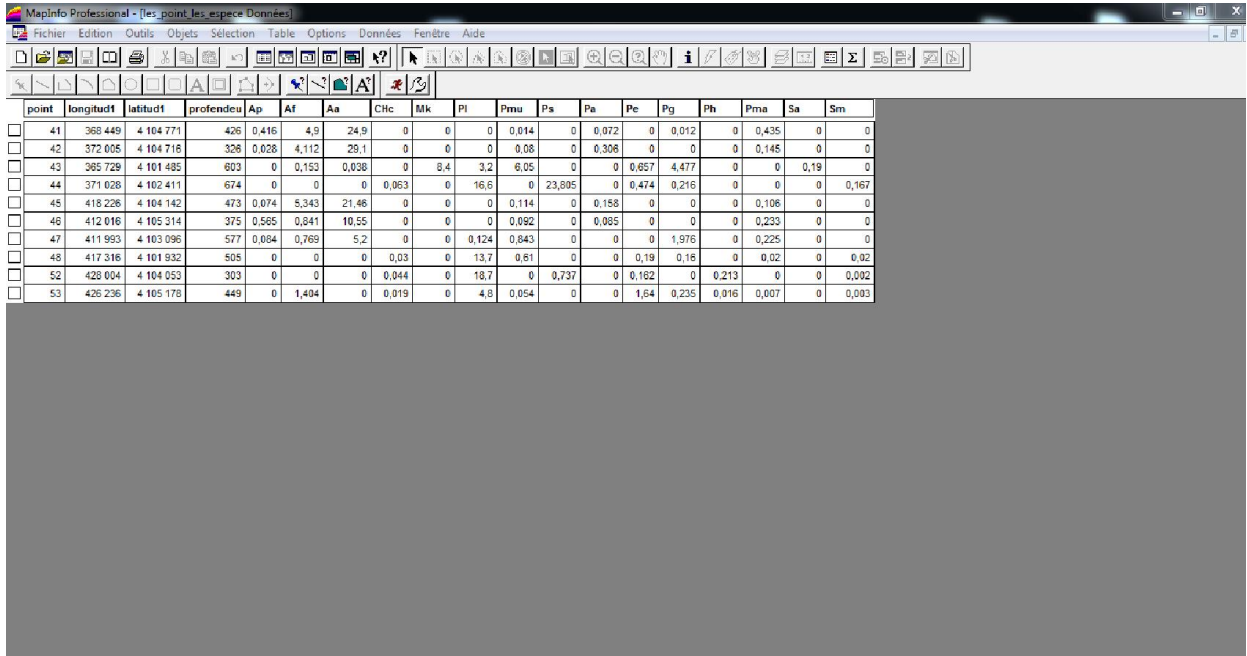 MapInfo Professional - [les_point_les_espece Données]
Fichier Edition Outils Objets Sélection Table Options Données Fenêtre Aide
point longitud1 latitud1 profendeu Ap Af Aa CHc Mk Pl Pmu Ps Pa Pe Pg Ph Pma Sa Sm
41 368 449 4 104 771 426 0,416 4,9 24,9 0 0 0 0,014 0 0,072 0 0,012 0 0,435 0 0
42 372 005 4 104 716 326 0,028 4,112 29,1 0 0 0 0,08 0 0,306 0 0 0 0,145 0 0
43 365 729 4 101 485 603 0 0,153 0,038 0 8,4 3,2 6,05 0 0 0,657 4,477 0 0 0,19 0
44 371 028 4 102 411 674 0 0 0 0,063 0 16,6 0 23,805 0 0,474 0,216 0 0 0 0,167
45 418 226 4 104 142 473 0,074 5,343 21,46 0 0 0 0,114 0 0,158 0 0 0 0,106 0 0
46 412 016 4 105 314 375 0,565 0,841 10,55 0 0 0 0,092 0 0,085 0 0 0 0,233 0 0
47 411 993 4 103 096 577 0,084 0,769 5,2 0 0 0,124 0,843 0 0 0 1,976 0 0,225 0 0
48 417 316 4 101 932 505 0 0 0 0,03 0 13,7 0,61 0 0 0,19 0,16 0 0,02 0 0,02
52 428 004 4 104 053 303 0 0 0 0,044 0 18,7 0 0,737 0 0,162 0 0,213 0 0 0,002
53 426 236 4 105 178 449 0 1,404 0 0,019 0 4,8 0,054 0 0 1,64 0,235 0,016 0,007 0 0,003